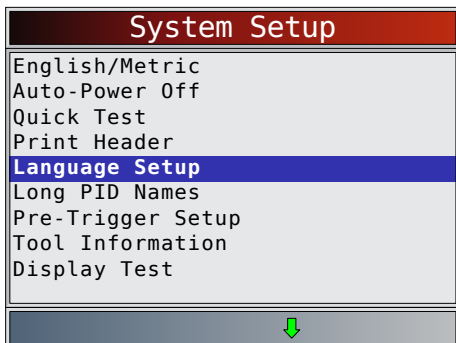 System Setup
English/Metric
Auto-Power Off
Quick Test
Print Header
Language Setup
Long PID Names
Pre-Trigger Setup
Tool Information
Display Test